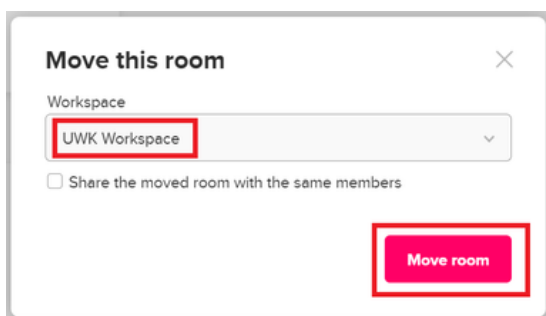 Move this room
Workspace
UWK Workspace
Share the moved room with the same members
Move room